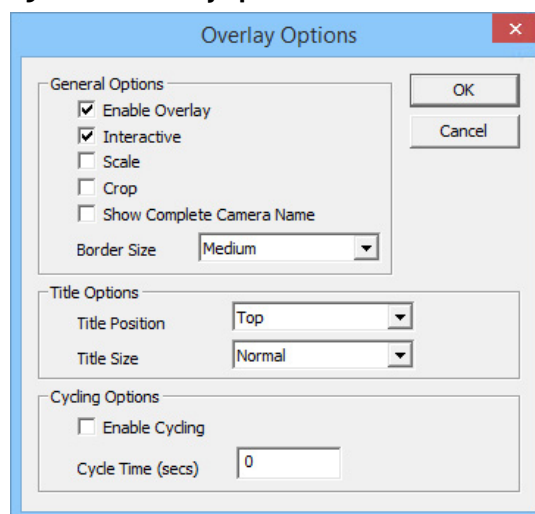 Overlay Options
General Options
OK
Enable Overlay
Cancel
Interactive
Scale
Crop
Show Complete Camera Name
Border Size Medium
Title Options
Title Position Top
Title Size Normal
Cycling Options
Enable Cycling
Cycle Time (secs) 0